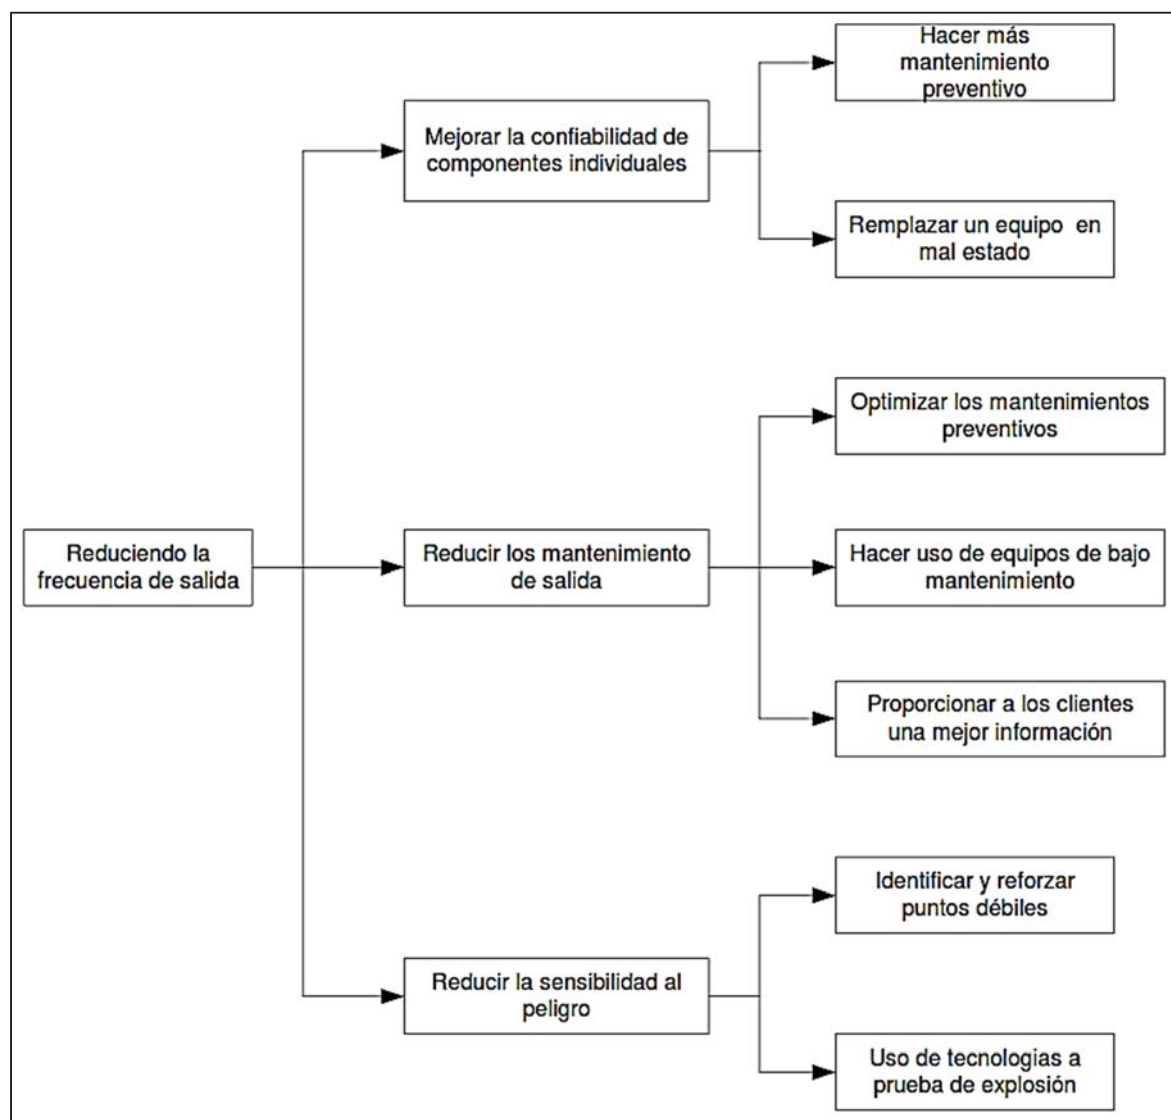 Hacer más
mantenimiento
preventivo
Mejorar la confiabilidad de
componentes individuales
Remplazar un equipo en
mal estado
Optimizar los mantenimientos
preventivos
Reduciendo la
frecuencia de salida
Reducir los mantenimiento
de salida
Hacer uso de equipos de bajo
mantenimiento
Proporcionar a los clientes
una mejor información
Identificar y reforzar
puntos débiles
Reducir la sensibilidad al
peligro
Uso de tecnologias a
prueba de explosión